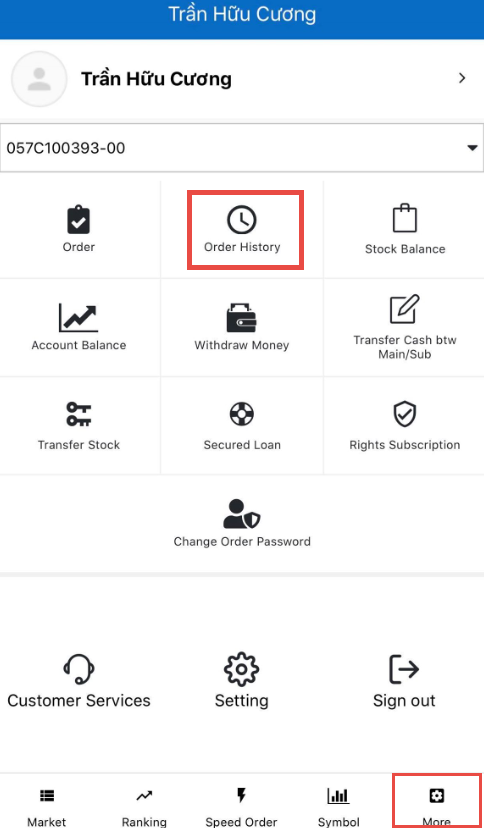 Trần Hữu Cương
Trần Hữu Cương
057C100393-00
Order
Order History
Stock Balance
Account Balance
Withdraw Money
Transfer Cash btw
Main/Sub
Transfer Stock
Secured Loan
Rights Subscription
Change Order Password
Customer Services
Setting
Sign out
Market
Ranking
Speed Order
Symbol
More